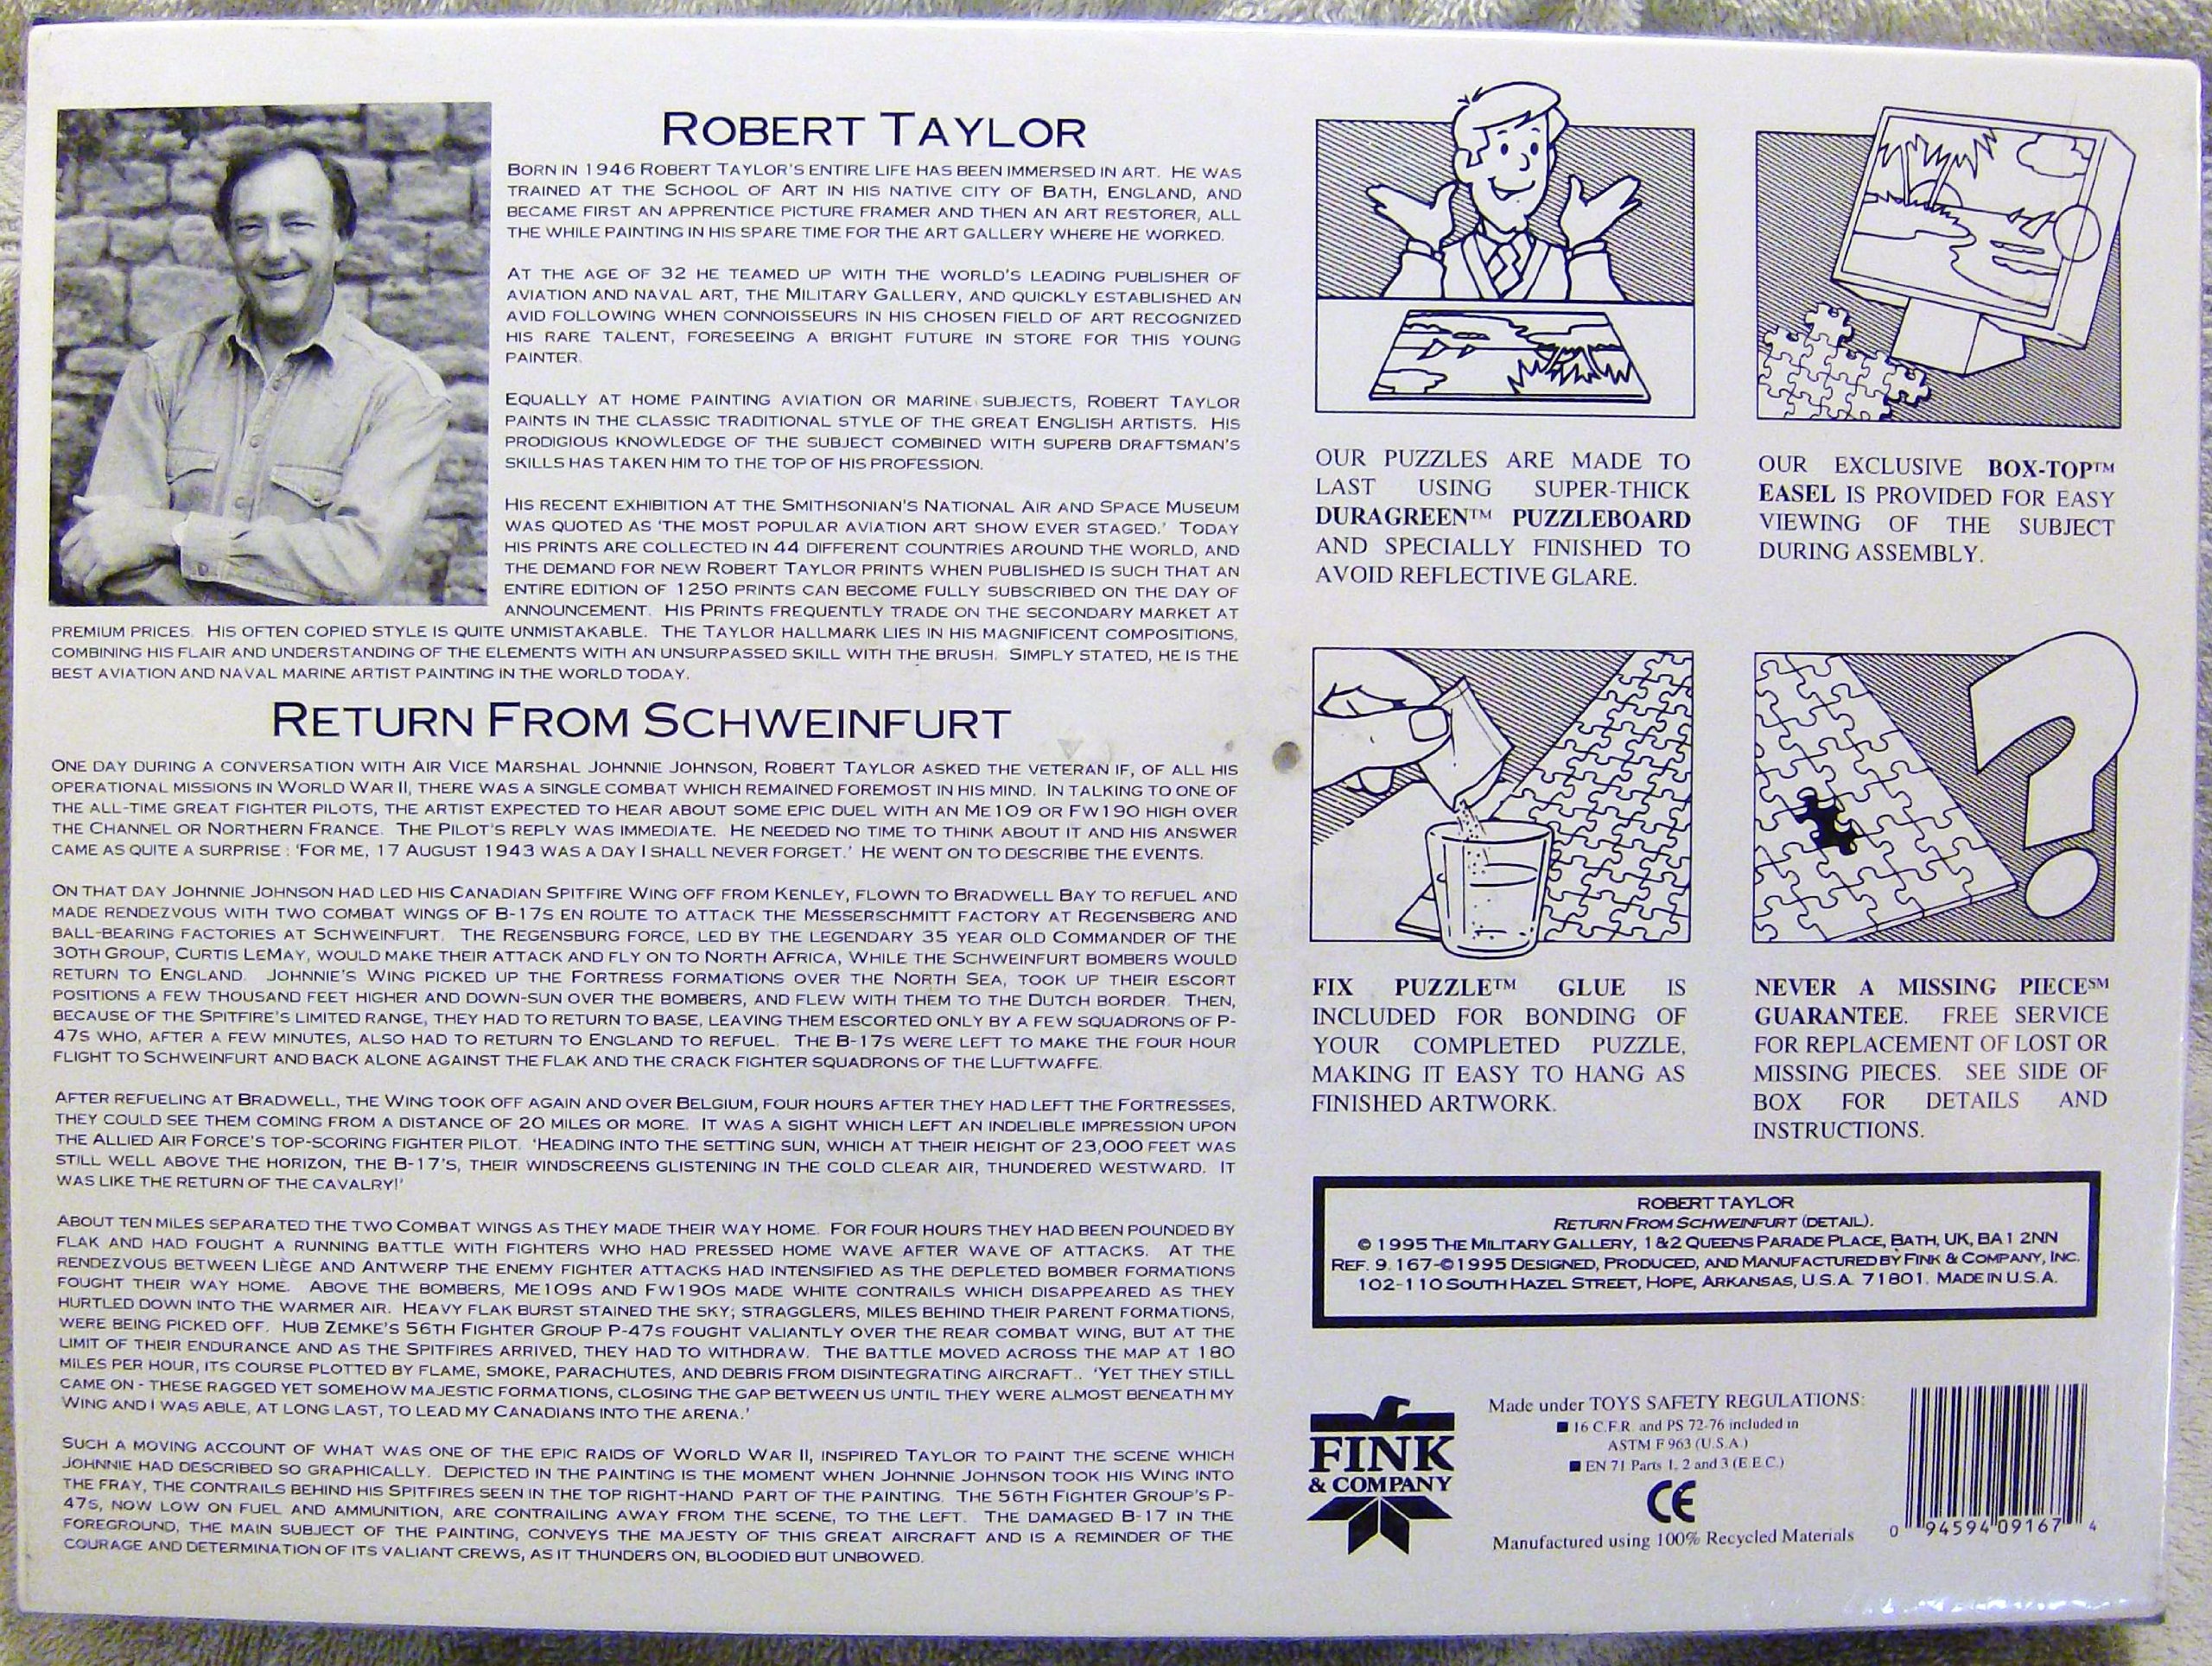 ROBERT TAYLOR
BORN IN 1946 ROBERT TAYLOR'S ENTIRE LIFE HAS BEEN IMMERSED IN ART. HE WAS
TRAINED AT THE SCHOOL OF ART IN HIS NATIVE CITY OF BATH, ENGLAND, AND
BECAME FIRST AN APPRENTICE PICTURE FRAMER AND THEN AN ART RESTORER, ALL
THE WHILE PAINTING IN HIS SPARE TIME FOR THE ART GALLERY WHERE HE WORKED.
AT THE AGE OF 32 HE TEAMED UP WITH THE WORLD'S LEADING PUBLISHER OF
AVIATION AND NAVAL ART, THE MILITARY GALLERY, AND QUICKLY ESTABLISHED AN
AVID FOLLOWING WHEN CONNOISSEURS IN HIS CHOSEN FIELD OF ART RECOGNIZED
HIS RARE TALENT, FORESEEING A BRIGHT FUTURE IN STORE FOR THIS YOUNG
PAINTER.
EQUALLY AT HOME PAINTING AVIATION OR MARINE SUBJECTS, ROBERT TAYLOR
PAINTS IN THE CLASSIC TRADITIONAL STYLE OF THE GREAT ENGLISH ARTISTS. HIS
PRODIGIOUS KNOWLEDGE OF THE SUBJECT COMBINED WITH SUPERB DRAFTSMAN'S
SKILLS HAS TAKEN HIM TO THE TOP OF HIS PROFESSION.
HIS RECENT EXHIBITION AT THE SMITHSONIAN'S NATIONAL AIR AND SPACE MUSEUM
WAS QUOTED AS 'THE MOST POPULAR AVIATION ART SHOW EVER STAGED.' TODAY
HIS PRINTS ARE COLLECTED IN 44 DIFFERENT COUNTRIES AROUND THE WORLD, AND
THE DEMAND FOR NEW ROBERT TAYLOR PRINTS WHEN PUBLISHED IS SUCH THAT AN
ENTIRE EDITION OF 1250 PRINTS CAN BECOME FULLY SUBSCRIBED ON THE DAY OF
ANNOUNCEMENT. HIS PRINTS FREQUENTLY TRADE ON THE SECONDARY MARKET AT
PREMIUM PRICES. HIS OFTEN COPIED STYLE IS QUITE UNMISTAKABLE. THE TAYLOR HALLMARK LIES IN HIS MAGNIFICENT COMPOSITIONS,
COMBINING HIS FLAIR AND UNDERSTANDING OF THE ELEMENTS WITH AN UNSURPASSED SKILL WITH THE BRUSH. SIMPLY STATED, HE IS THE
BEST AVIATION AND NAVAL MARINE ARTIST PAINTING IN THE WORLD TODAY.
RETURN FROM SCHWEINFURT
ONE DAY DURING A CONVERSATION WITH AIR VICE MARSHAL JOHNNIE JOHNSON, ROBERT TAYLOR ASKED THE VETERAN IF, OF ALL HIS
OPERATIONAL MISSIONS IN WORLD WAR II, THERE WAS A SINGLE COMBAT WHICH REMAINED FOREMOST IN HIS MIND. IN TALKING TO ONE OF
THE ALL-TIME GREAT FIGHTER PILOTS, THE ARTIST EXPECTED TO HEAR ABOUT SOME EPIC DUEL WITH AN ME109 OR FW190 HIGH OVER
THE CHANNEL OR NORTHERN FRANCE. THE PILOT'S REPLY WAS IMMEDIATE. HE NEEDED NO TIME TO THINK ABOUT IT AND HIS ANSWER
CAME AS QUITE A SURPRISE : 'FOR ME, 17 AUGUST 1943 WAS A DAY I SHALL NEVER FORGET.' HE WENT ON TO DESCRIBE THE EVENTS.
ON THAT DAY JOHNNIE JOHNSON HAD LED HIS CANADIAN SPITFIRE WING OFF FROM KENLEY, FLOWN TO BRADWELL BAY TO REFUEL AND
MADE RENDEZVOUS WITH TWO COMBAT WINGS OF B-17S EN ROUTE TO ATTACK THE MESSERSCHMITT FACTORY AT REGENSBERG AND
BALL-BEARING FACTORIES AT SCHWEINFURT. THE REGENSBURG FORCE, LED BY THE LEGENDARY 35 YEAR OLD COMMANDER OF THE
30TH GROUP, CURTIS LEMAY, WOULD MAKE THEIR ATTACK AND FLY ON TO NORTH AFRICA, WHILE THE SCHWEINFURT BOMBERS WOULD
RETURN TO ENGLAND. JOHNNIE'S WING PICKED UP THE FORTRESS FORMATIONS OVER THE NORTH SEA, TOOK UP THEIR ESCORT
POSITIONS A FEW THOUSAND FEET HIGHER AND DOWN-SUN OVER THE BOMBERS, AND FLEW WITH THEM TO THE DUTCH BORDER. THEN,
BECAUSE OF THE SPITFIRE'S LIMITED RANGE, THEY HAD TO RETURN TO BASE, LEAVING THEM ESCORTED ONLY BY A FEW SQUADRONS OF P-
47S WHO, AFTER A FEW MINUTES, ALSO HAD TO RETURN TO ENGLAND TO REFUEL. THE B-17S WERE LEFT TO MAKE THE FOUR HOUR
FLIGHT TO SCHWEINFURT AND BACK ALONE AGAINST THE FLAK AND THE CRACK FIGHTER SQUADRONS OF THE LUFTWAFFE.
AFTER REFUELING AT BRADWELL, THE WING TOOK OFF AGAIN AND OVER BELGIUM, FOUR HOURS AFTER THEY HAD LEFT THE FORTRESSES,
THEY COULD SEE THEM COMING FROM A DISTANCE OF 20 MILES OR MORE. IT WAS A SIGHT WHICH LEFT AN INDELIBLE IMPRESSION UPON
THE ALLIED AIR FORCE'S TOP-SCORING FIGHTER PILOT. 'HEADING INTO THE SETTING SUN, WHICH AT THEIR HEIGHT OF 23,000 FEET WAS
STILL WELL ABOVE THE HORIZON, THE B-17'S, THEIR WINDSCREENS GLISTENING IN THE COLD CLEAR AIR, THUNDERED WESTWARD. IT
WAS LIKE THE RETURN OF THE CAVALRY!'
ABOUT TEN MILES SEPARATED THE TWO COMBAT WINGS AS THEY MADE THEIR WAY HOME. FOR FOUR HOURS THEY HAD BEEN POUNDED BY
FLAK AND HAD FOUGHT A RUNNING BATTLE WITH FIGHTERS WHO HAD PRESSED HOME WAVE AFTER WAVE OF ATTACKS. AT THE
RENDEZVOUS BETWEEN LIÈGE AND ANTWERP THE ENEMY FIGHTER ATTACKS HAD INTENSIFIED AS THE DEPLETED BOMBER FORMATIONS
FOUGHT THEIR WAY HOME. ABOVE THE BOMBERS, ME109S AND FW190S MADE WHITE CONTRAILS WHICH DISAPPEARED AS THEY
HURTLED DOWN INTO THE WARMER AIR. HEAVY FLAK BURST STAINED THE SKY; STRAGGLERS, MILES BEHIND THEIR PARENT FORMATIONS,
WERE BEING PICKED OFF. HUB ZEMKE'S 56TH FIGHTER GROUP P-47S FOUGHT VALIANTLY OVER THE REAR COMBAT WING, BUT AT THE
LIMIT OF THEIR ENDURANCE AND AS THE SPITFIRES ARRIVED, THEY HAD TO WITHDRAW. THE BATTLE MOVED ACROSS THE MAP AT 180
MILES PER HOUR, ITS COURSE PLOTTED BY FLAME, SMOKE, PARACHUTES, AND DEBRIS FROM DISINTEGRATING AIRCRAFT.. 'YET THEY STILL
CAME ON - THESE RAGGED YET SOMEHOW MAJESTIC FORMATIONS, CLOSING THE GAP BETWEEN US UNTIL THEY WERE ALMOST BENEATH MY
WING AND I WAS ABLE, AT LONG LAST, TO LEAD MY CANADIANS INTO THE ARENA.'
SUCH A MOVING ACCOUNT OF WHAT WAS ONE OF THE EPIC RAIDS OF WORLD WAR II, INSPIRED TAYLOR TO PAINT THE SCENE WHICH
JOHNNIE HAD DESCRIBED SO GRAPHICALLY. DEPICTED IN THE PAINTING IS THE MOMENT WHEN JOHNNIE JOHNSON TOOK HIS WING INTO
THE FRAY, THE CONTRAILS BEHIND HIS SPITFIRES SEEN IN THE TOP RIGHT-HAND PART OF THE PAINTING. THE 56TH FIGHTER GROUP'S P-
47S, NOW LOW ON FUEL AND AMMUNITION, ARE CONTRAILING AWAY FROM THE SCENE, TO THE LEFT. THE DAMAGED B-17 IN THE
FOREGROUND, THE MAIN SUBJECT OF THE PAINTING, CONVEYS THE MAJESTY OF THIS GREAT AIRCRAFT AND IS A REMINDER OF THE
COURAGE AND DETERMINATION OF ITS VALIANT CREWS, AS IT THUNDERS ON, BLOODIED BUT UNBOWED.
OUR PUZZLES ARE MADE TO
LAST USING SUPER-THICK
DURAGREEN™ PUZZLEBOARD
AND SPECIALLY FINISHED TO
AVOID REFLECTIVE GLARE.
OUR EXCLUSIVE BOX-TOP™
EASEL IS PROVIDED FOR EASY
VIEWING OF THE SUBJECT
DURING ASSEMBLY.
FIX PUZZLE™ GLUE IS
INCLUDED FOR BONDING OF
YOUR COMPLETED PUZZLE,
MAKING IT EASY TO HANG AS
FINISHED ARTWORK.
?
NEVER A MISSING PIECE℠
GUARANTEE. FREE SERVICE
FOR REPLACEMENT OF LOST OR
MISSING PIECES. SEE SIDE OF
BOX FOR DETAILS AND
INSTRUCTIONS.
ROBERT TAYLOR
RETURN FROM SCHWEINFURT (DETAIL).
© 1995 THE MILITARY GALLERY, 1&2 QUEENS PARADE PLACE, BATH, UK, BA1 2NN
REF. 9.167-©1995 DESIGNED, PRODUCED, AND MANUFACTURED BY FINK & COMPANY, INC.
102-110 SOUTH HAZEL STREET, HOPE, ARKANSAS, U.S.A. 71801. MADE IN U.S.A.
FINK
& COMPANY
Made under TOYS SAFETY REGULATIONS:
■ 16 C.F.R. and PS 72-76 included in
ASTM F 963 (U.S.A.)
■ EN 71 Parts 1, 2 and 3 (E.E.C.)
CE
Manufactured using 100% Recycled Materials
0 94594 09167 4